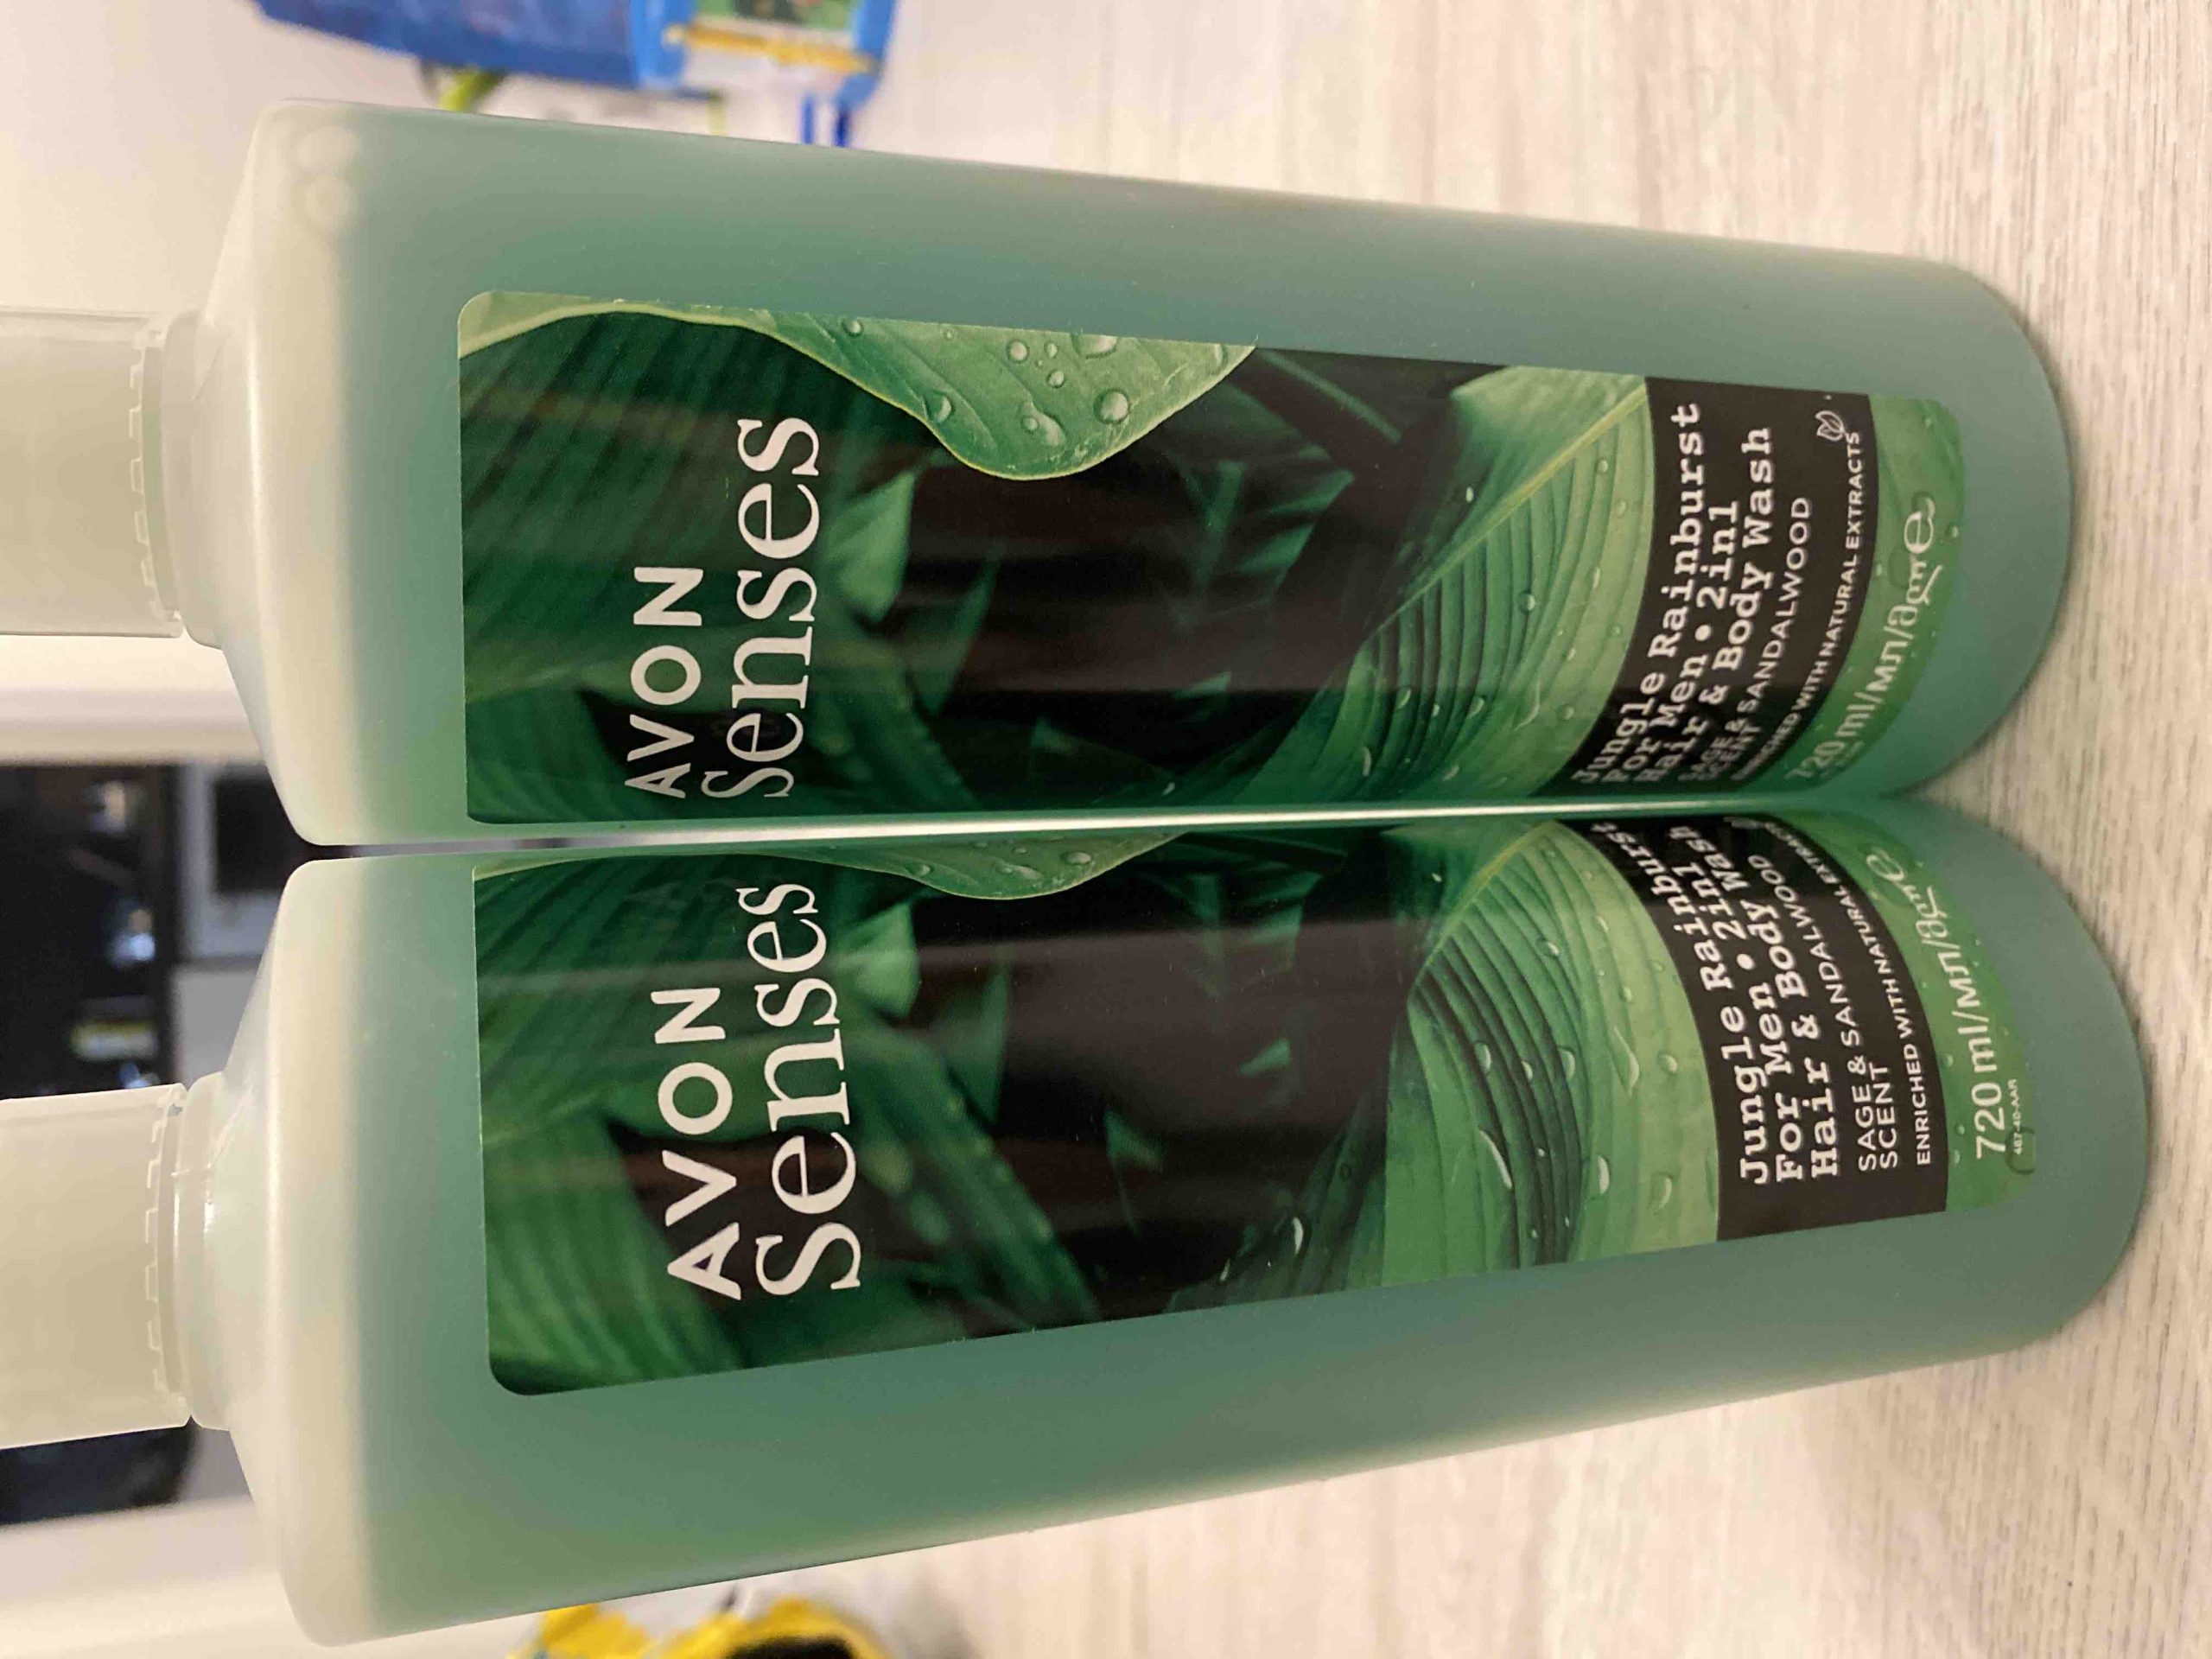 AVON
Senses
Jungle Rainburst
For Men • 2in1
Hair & Body Wash
SAGE & SANDALWOOD
SCENT
ENRICHED WITH NATURAL EXTRACTS
720 ml/мл/მლ e
AVON
Senses
Jungle Rainburst
For Men • 2in1
Hair & Body Wash
SAGE & SANDALWOOD
SCENT
ENRICHED WITH NATURAL EXTRACTS
720 ml/мл/მლ e